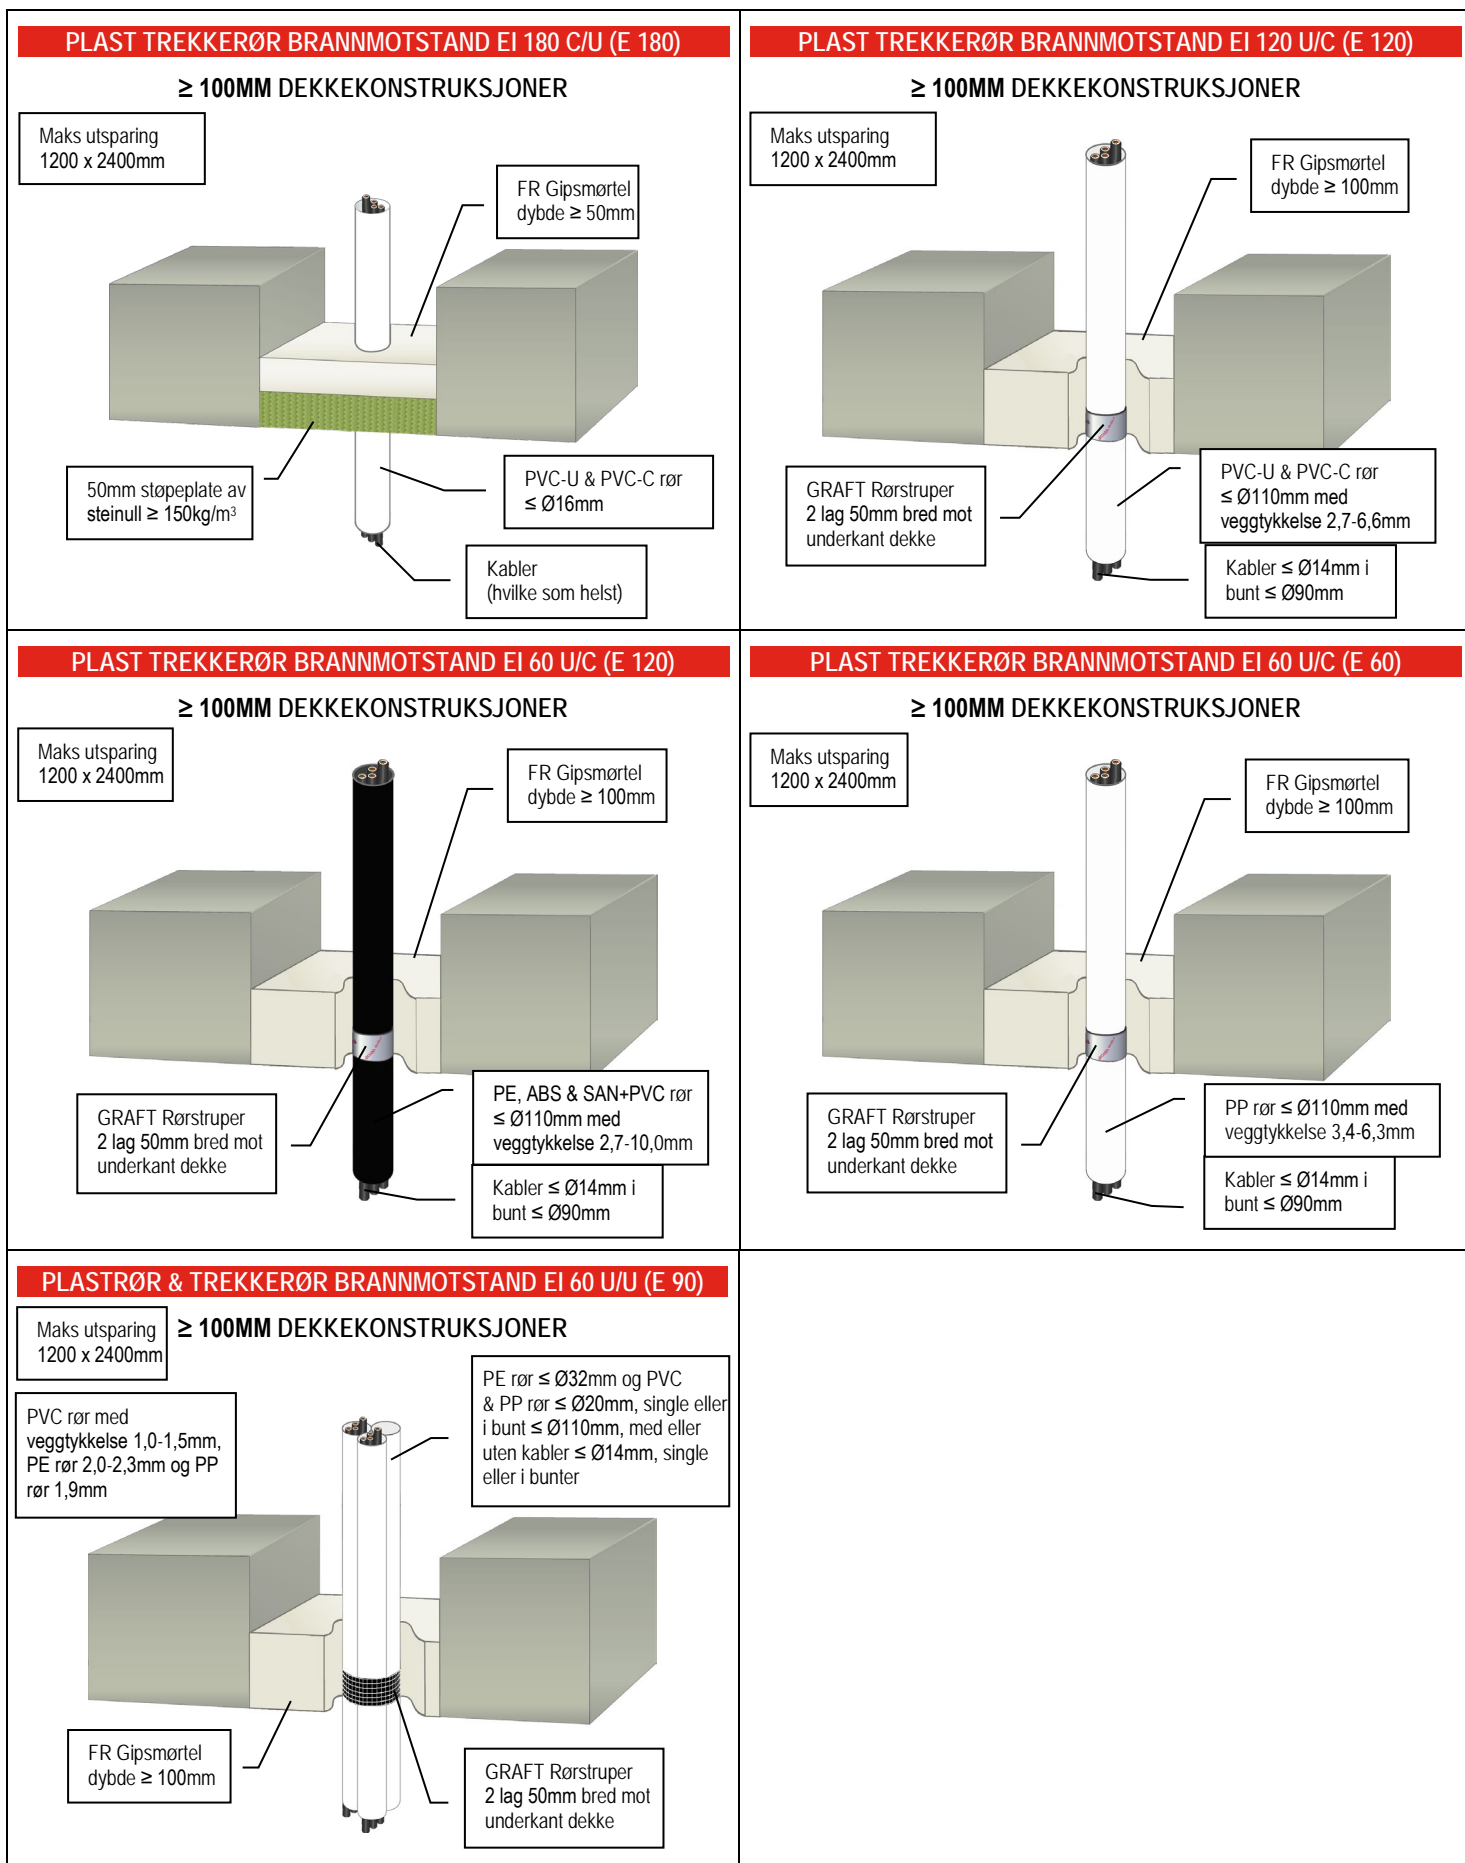 PLAST TREKKERØR BRANNMOTSTAND EI 180 C/U (E 180)
≥ 100MM DEKKEKONSTRUKSJONER
Maks utsparing
1200 x 2400mm
FR Gipsmørtel
dybde ≥ 50mm
50mm støpeplate av
steinull ≥ 150kg/m³
PVC-U & PVC-C rør
≤ Ø16mm
Kabler
(hvilke som helst)
PLAST TREKKERØR BRANNMOTSTAND EI 120 U/C (E 120)
≥ 100MM DEKKEKONSTRUKSJONER
Maks utsparing
1200 x 2400mm
FR Gipsmørtel
dybde ≥ 100mm
GRAFT Rørstruper
2 lag 50mm bred mot
underkant dekke
PVC-U & PVC-C rør
≤ Ø110mm med
veggtykkelse 2,7-6,6mm
Kabler ≤ Ø14mm i
bunt ≤ Ø90mm
PLAST TREKKERØR BRANNMOTSTAND EI 60 U/C (E 120)
≥ 100MM DEKKEKONSTRUKSJONER
Maks utsparing
1200 x 2400mm
FR Gipsmørtel
dybde ≥ 100mm
GRAFT Rørstruper
2 lag 50mm bred mot
underkant dekke
PE, ABS & SAN+PVC rør
≤ Ø110mm med
veggtykkelse 2,7-10,0mm
Kabler ≤ Ø14mm i
bunt ≤ Ø90mm
PLAST TREKKERØR BRANNMOTSTAND EI 60 U/C (E 60)
≥ 100MM DEKKEKONSTRUKSJONER
Maks utsparing
1200 x 2400mm
FR Gipsmørtel
dybde ≥ 100mm
GRAFT Rørstruper
2 lag 50mm bred mot
underkant dekke
PP rør ≤ Ø110mm med
veggtykkelse 3,4-6,3mm
Kabler ≤ Ø14mm i
bunt ≤ Ø90mm
PLASTRØR & TREKKERØR BRANNMOTSTAND EI 60 U/U (E 90)
≥ 100MM DEKKEKONSTRUKSJONER
Maks utsparing
1200 x 2400mm
PVC rør med
veggtykkelse 1,0-1,5mm,
PE rør 2,0-2,3mm og PP
rør 1,9mm
PE rør ≤ Ø32mm og PVC
& PP rør ≤ Ø20mm, single eller
i bunt ≤ Ø110mm, med eller
uten kabler ≤ Ø14mm, single
eller i bunter
FR Gipsmørtel
dybde ≥ 100mm
GRAFT Rørstruper
2 lag 50mm bred mot
underkant dekke